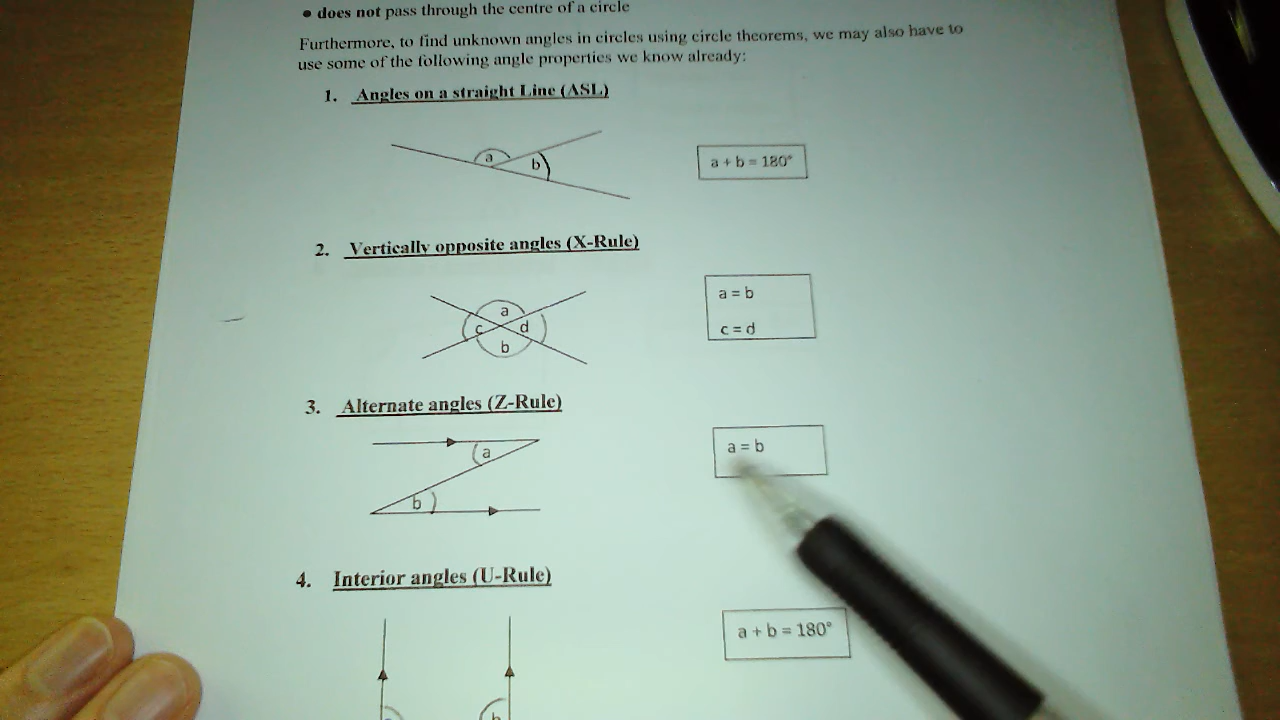 ● does not pass through the centre of a circle
Furthermore, to find unknown angles in circles using circle theorems, we may also have to
use some of the following angle properties we know already:
1. Angles on a straight Line (ASL)
a
b
a + b = 180°
2. Vertically opposite angles (X-Rule)
a
c
d
b
a = b
c = d
3. Alternate angles (Z-Rule)
a
b
a = b
4. Interior angles (U-Rule)
a + b = 180°